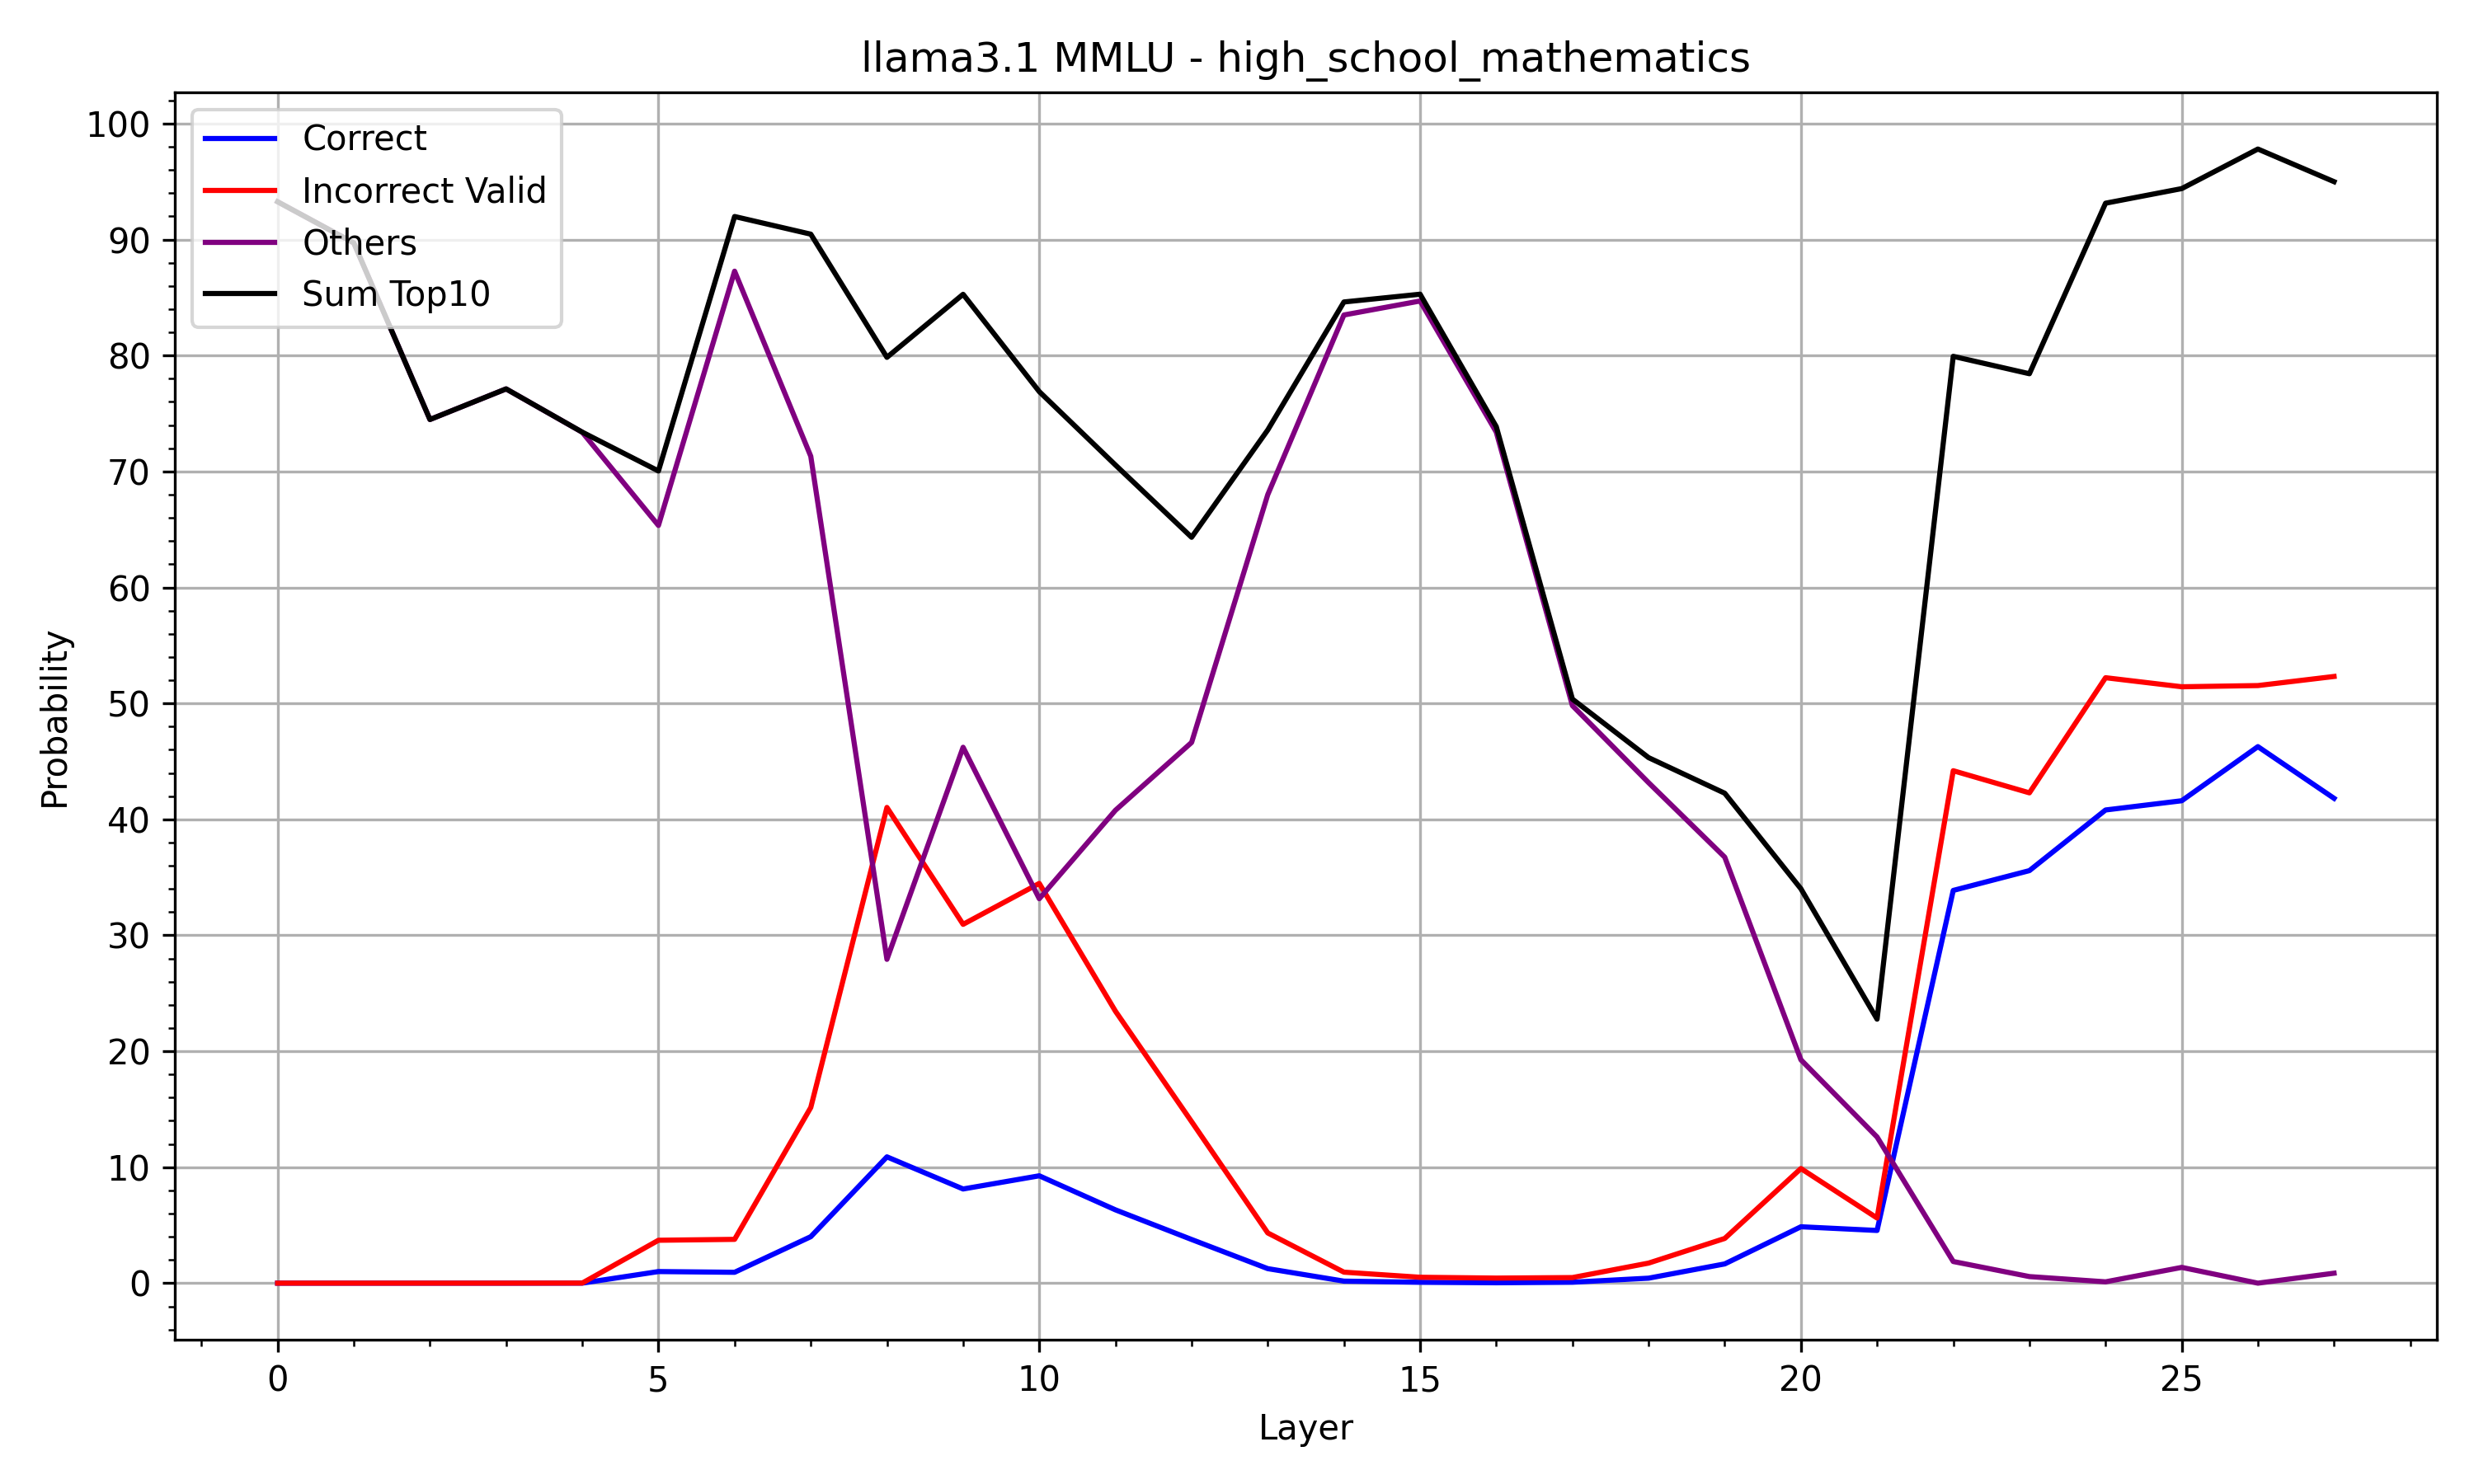 llama3.1 MMLU - high_school_mathematics
Correct
Incorrect Valid
Others
Sum Top10
100
90
80
70
60
50
40
30
20
10
0
Probability
0 5 10 15 20 25
Layer